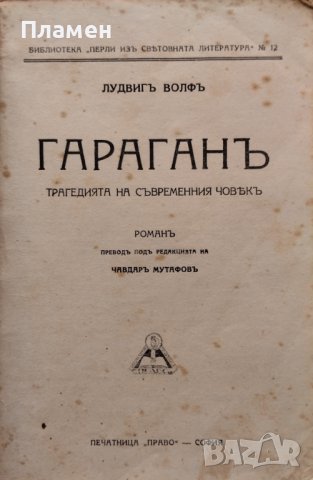 Пламен
БИБЛИОТЕКА „ПЕРЛИ ИЗЪ СВѢТОВНАТА ЛИТЕРАТУРА" № 12
ЛУДВИГЪ ВОЛФЪ
ГАРАГАНЪ
ТРАГЕДИЯТА НА СЪВРЕМЕННИЯ ЧОВѢКЪ
РОМАНЪ
ПРЕВОДЪ ПОДЪ РЕДАКЦИЯТА НА
ЧАВДАРЪ МУТАФОВЪ
ПЕЧАТНИЦА „ПРАВО" — СОФИЯ
BAZAR